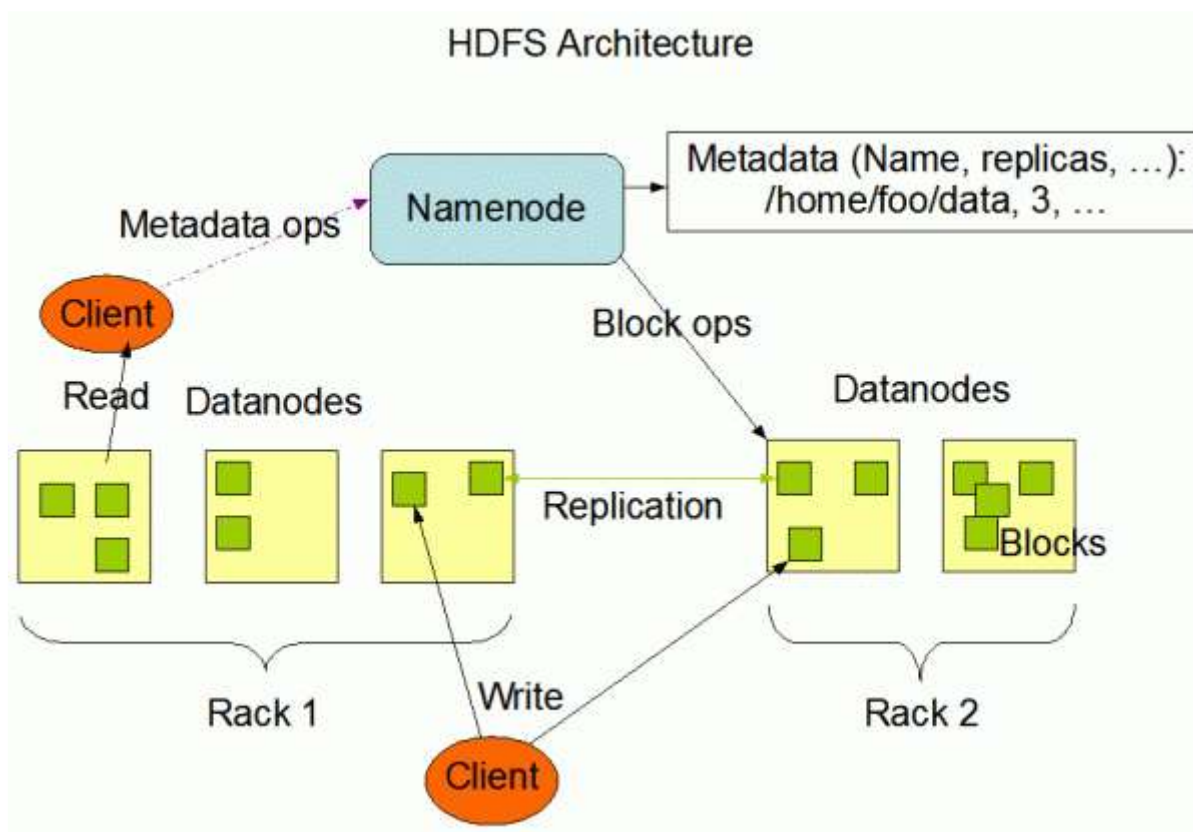 HDFS Architecture
Metadata (Name, replicas, …):
/home/foo/data, 3, …
Namenode
Metadata ops
Client
Block ops
Read
Datanodes
Datanodes
Replication
Blocks
Rack 1
Write
Rack 2
Client